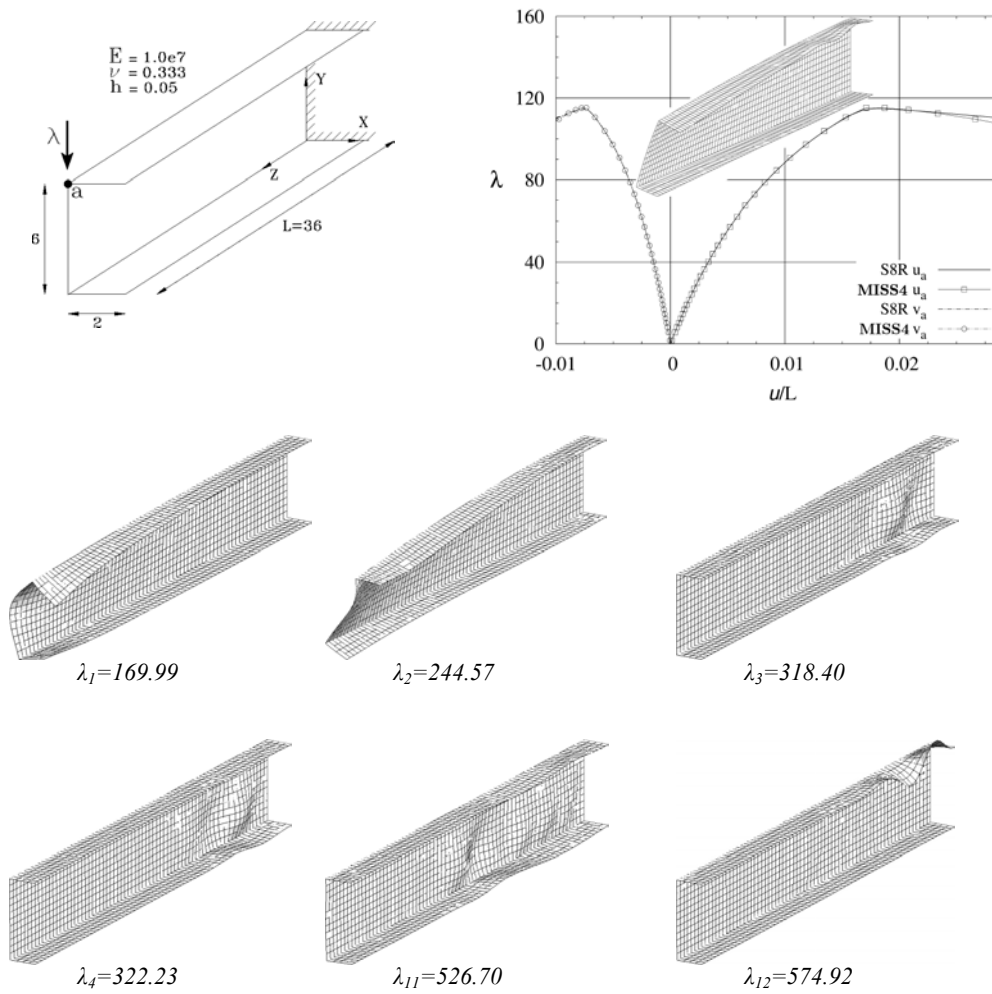 E = 1.0e7
ν = 0.333
h = 0.05
λ
a
Y
X
Z
L=36
6
2
160
120
80
40
0
λ
S8R u_a
MISS4 u_a
S8R v_a
MISS4 v_a
-0.01
0
0.01
0.02
u/L
λ₁=169.99
λ₂=244.57
λ₃=318.40
λ₄=322.23
λ₁₁=526.70
λ₁₂=574.92